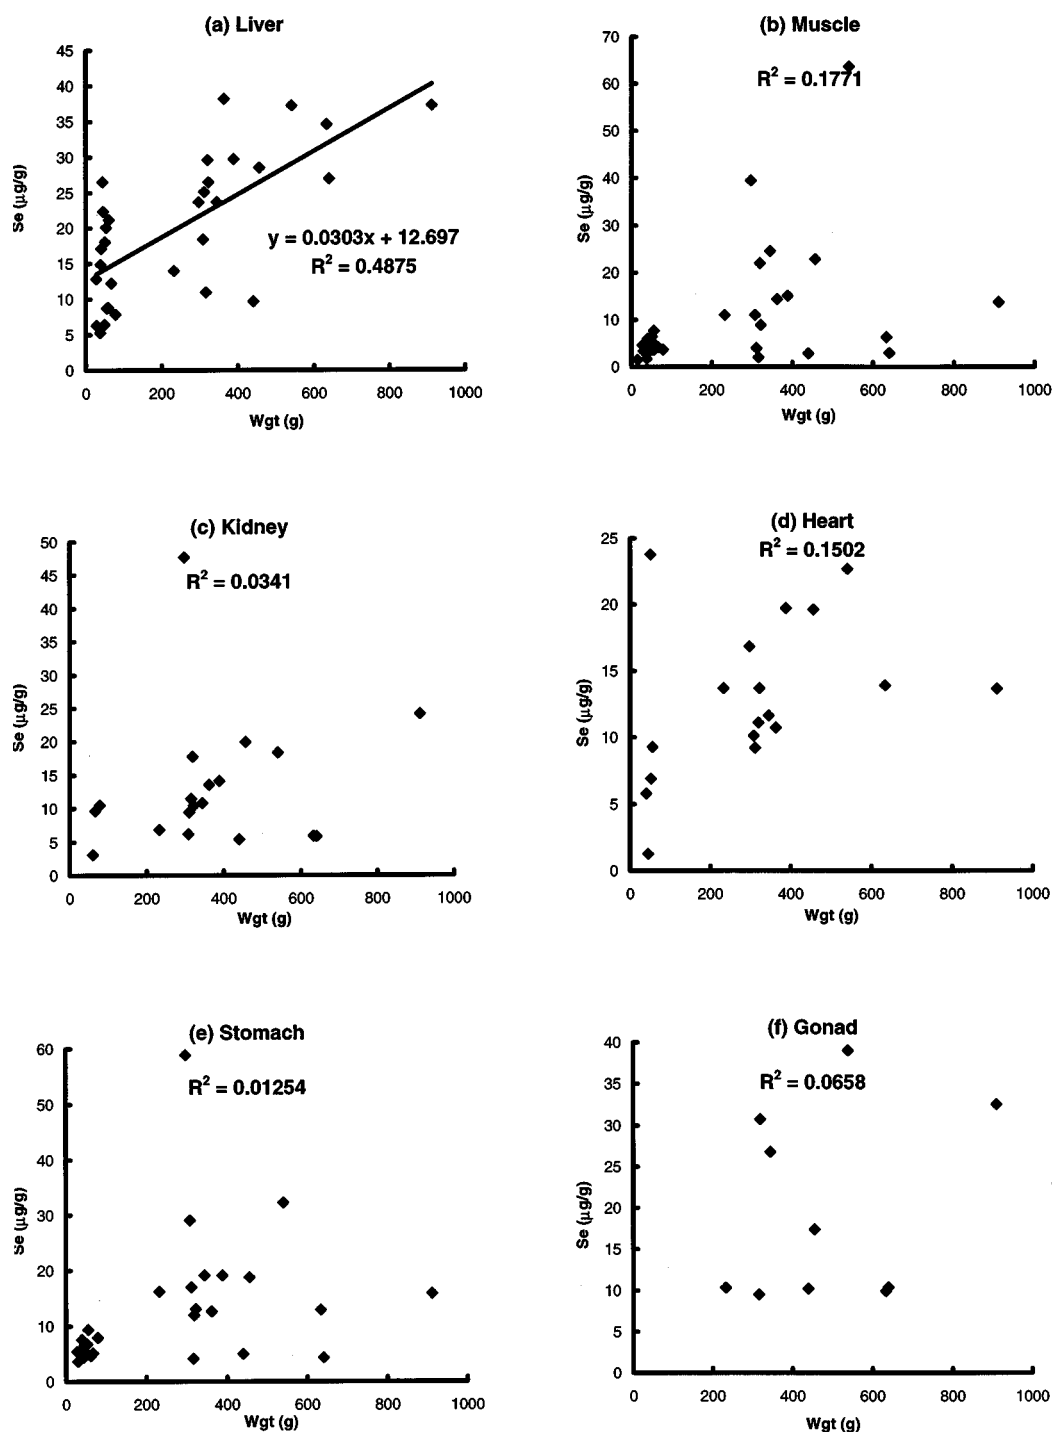 (a) Liver
45
40
35
30
25
20
15
10
5
0
Se (µg/g)
y = 0.0303x + 12.697
R² = 0.4875
0 200 400 600 800 1000
Wgt (g)
(b) Muscle
70
60
50
40
30
20
10
0
Se (µg/g)
R² = 0.1771
0 200 400 600 800 1000
Wgt (g)
(c) Kidney
50
45
40
35
30
25
20
15
10
5
0
Se (µg/g)
R² = 0.0341
0 200 400 600 800 1000
Wgt (g)
(d) Heart
25
20
15
10
5
0
Se (µg/g)
R² = 0.1502
0 200 400 600 800 1000
Wgt (g)
(e) Stomach
60
50
40
30
20
10
0
Se (µg/g)
R² = 0.01254
0 200 400 600 800 1000
Wgt (g)
(f) Gonad
40
35
30
25
20
15
10
5
0
Se (µg/g)
R² = 0.0658
0 200 400 600 800 1000
Wgt (g)